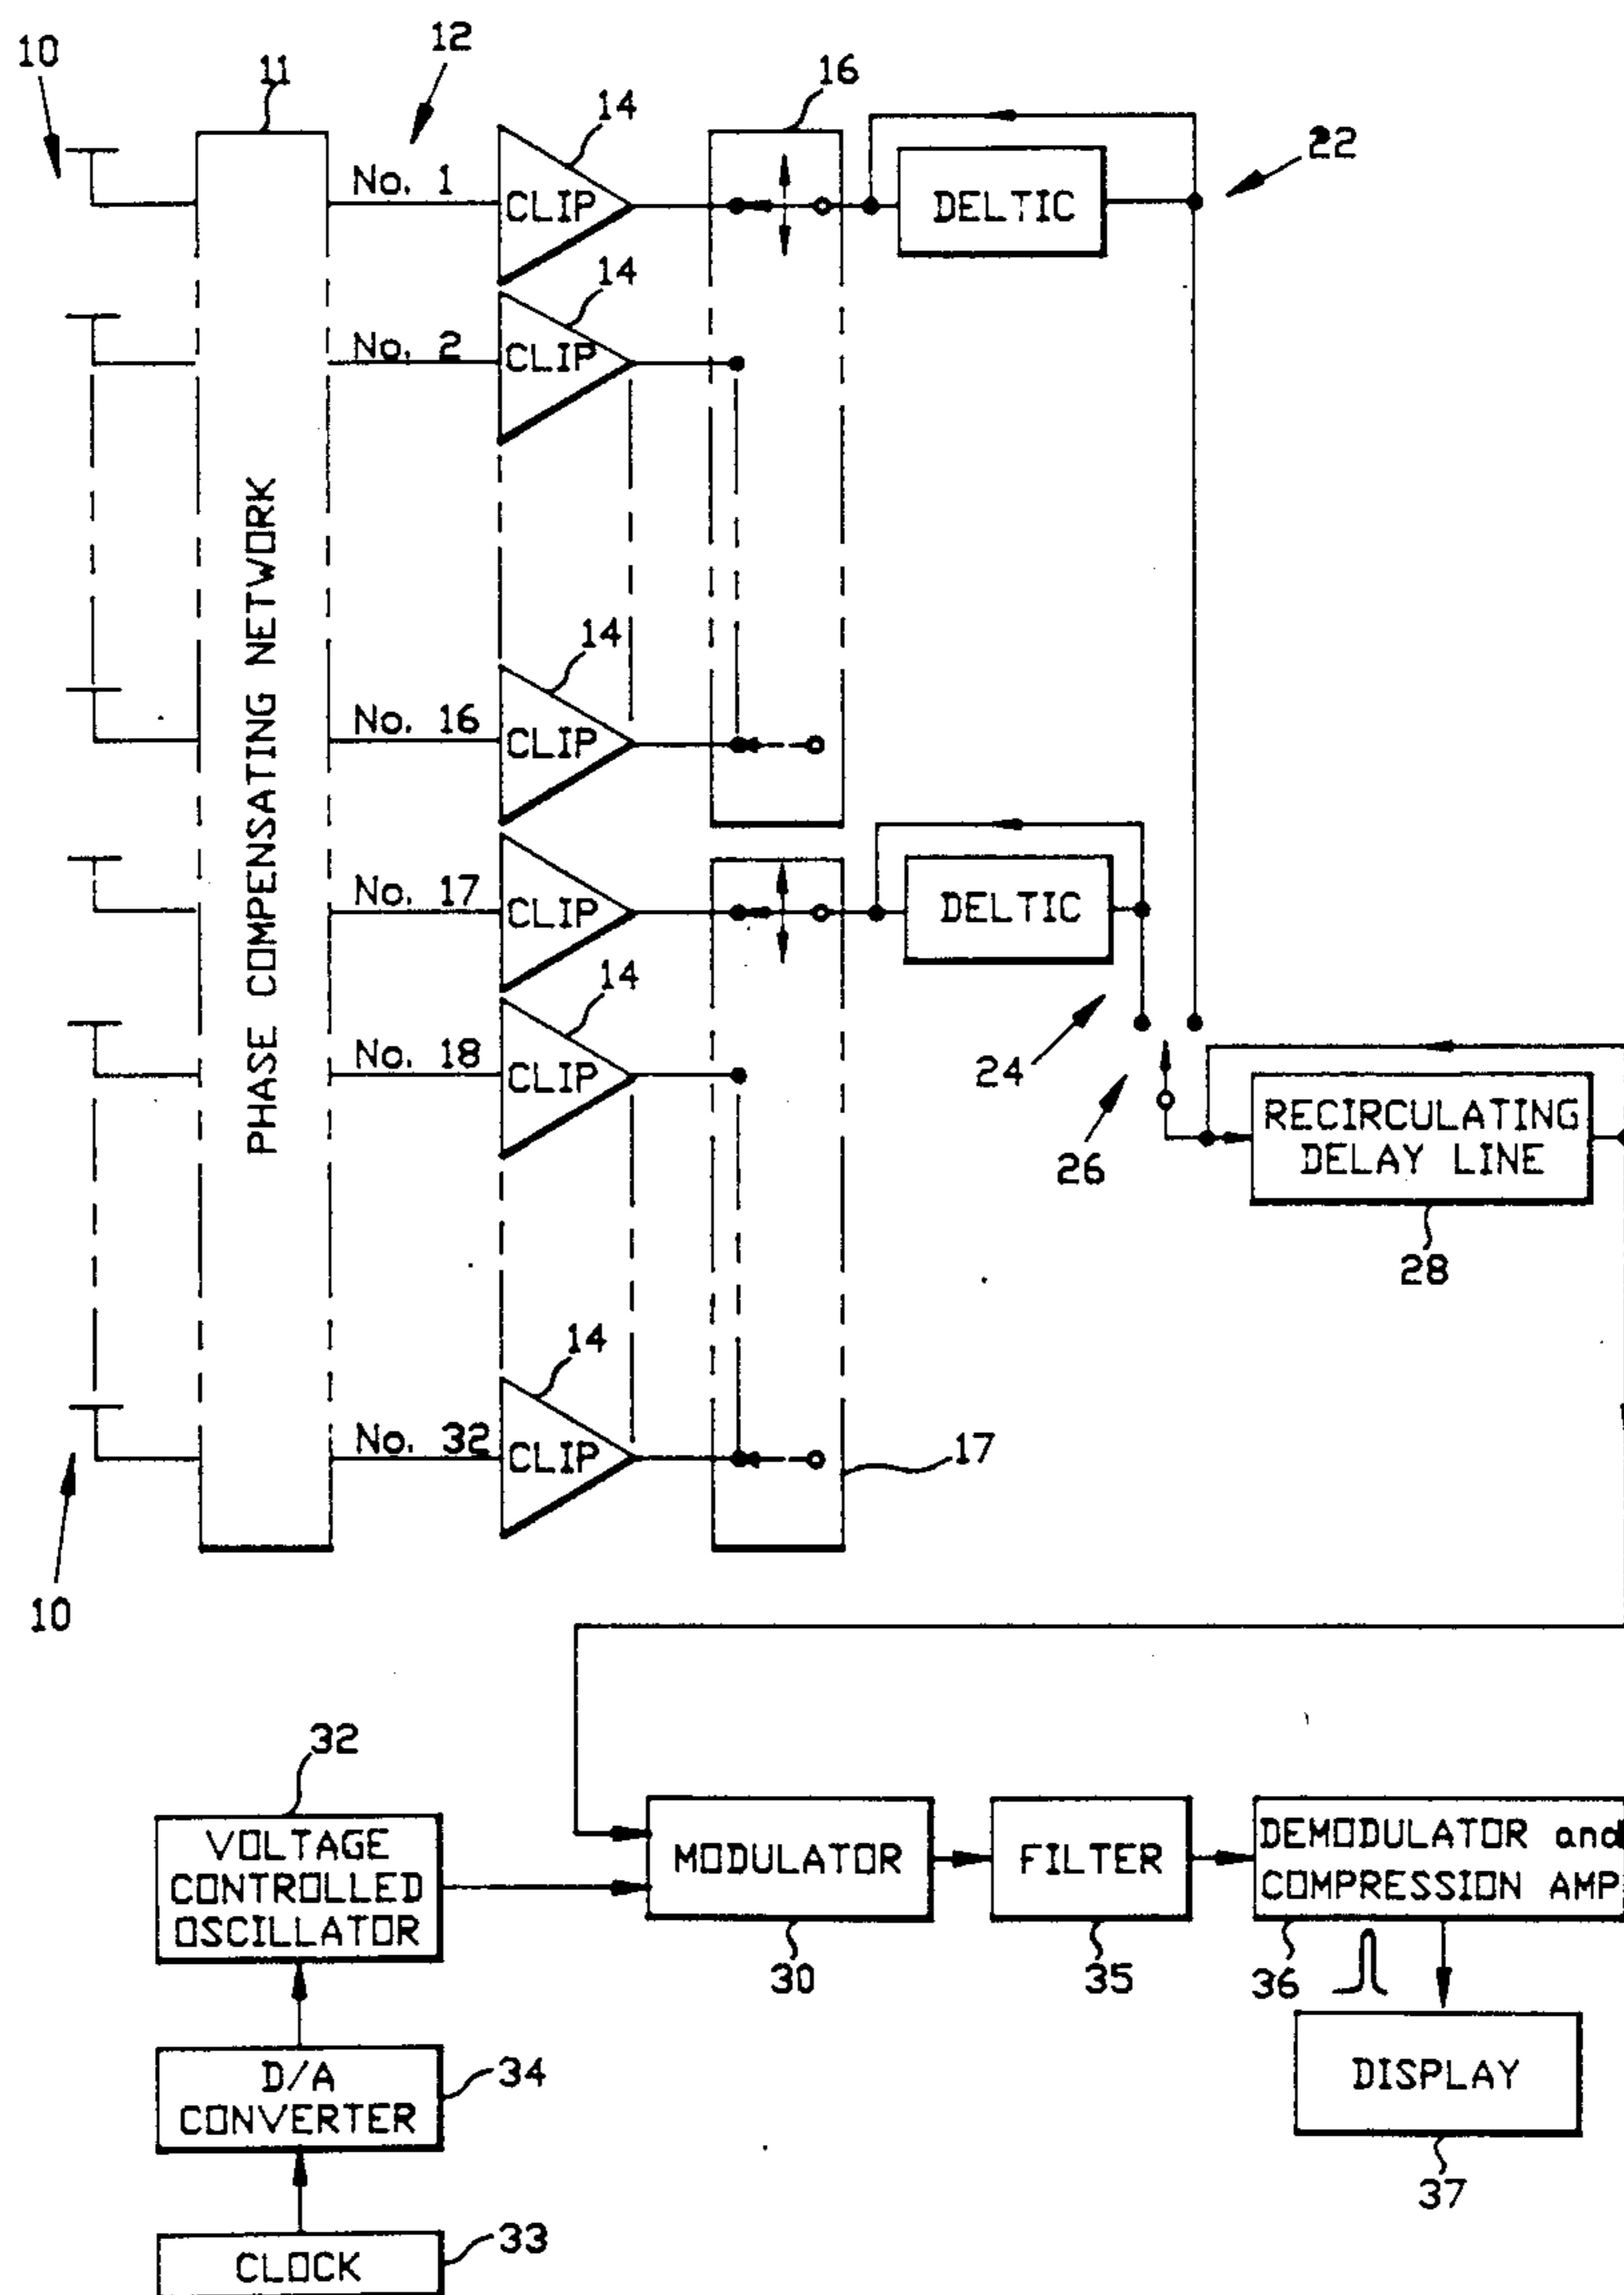 10
11
12
14
16
22
No. 1
CLIP
DELTIC
14
No. 2
CLIP
PHASE COMPENSATING NETWORK
14
No. 16
CLIP
No. 17
CLIP
DELTIC
14
No. 18
CLIP
24
26
RECIRCULATING
DELAY LINE
28
14
No. 32
CLIP
17
10
32
VOLTAGE
CONTROLLED
OSCILLATOR
MODULATOR
FILTER
DEMODULATOR and
COMPRESSION AMP
30
35
36
D/A
CONVERTER
34
DISPLAY
37
CLOCK
33